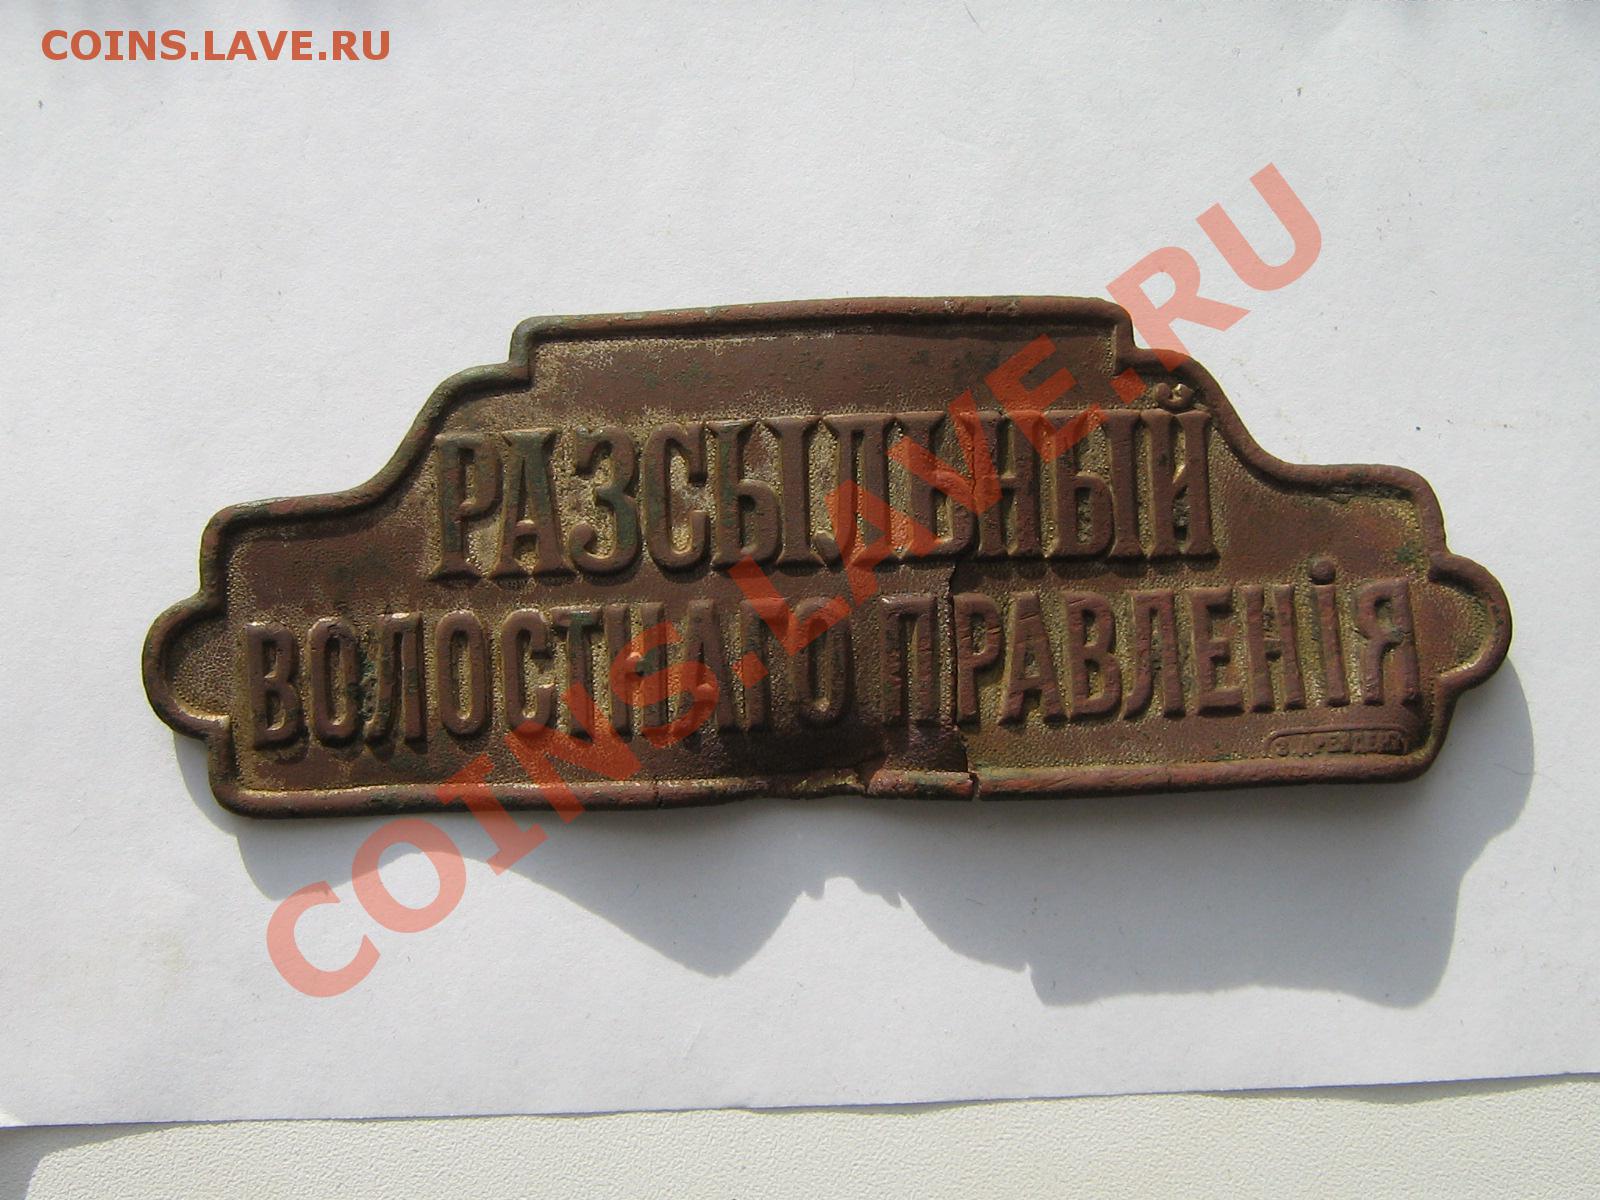 COINS.LAVE.RU
РАЗСЫЛЬНЫЙ
ВОЛОСТНАГО ПРАВЛЕНІЯ
COINS.LAVE.RU